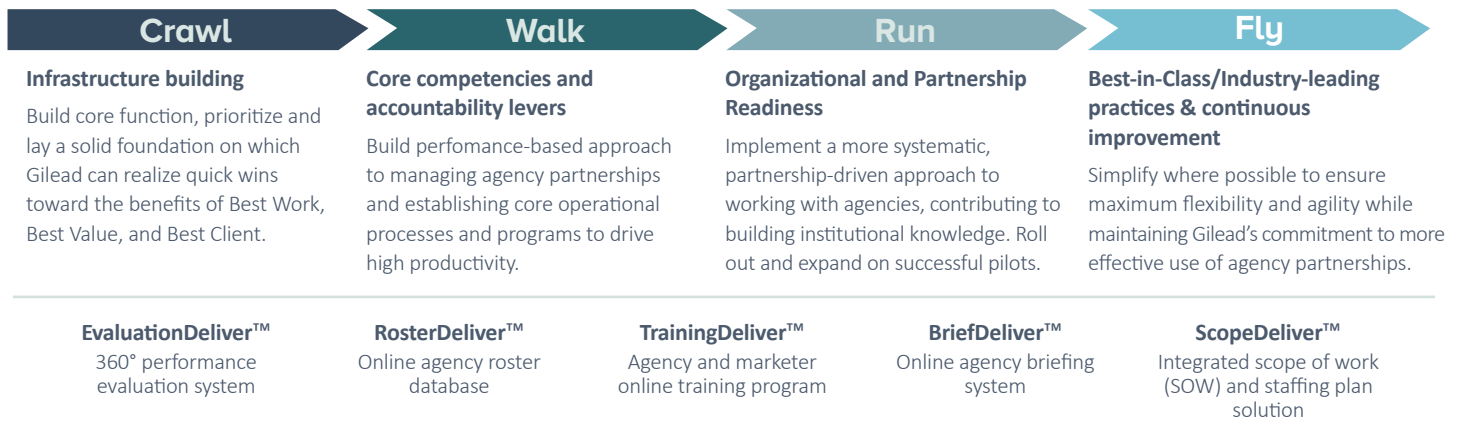 Crawl
Walk
Run
Fly
Infrastructure building
Build core function, prioritize and
lay a solid foundation on which
Gilead can realize quick wins
toward the benefits of Best Work,
Best Value, and Best Client.
Core competencies and
accountability levers
Build perfomance-based approach
to managing agency partnerships
and establishing core operational
processes and programs to drive
high productivity.
Organizational and Partnership
Readiness
Implement a more systematic,
partnership-driven approach to
working with agencies, contributing to
building institutional knowledge. Roll
out and expand on successful pilots.
Best-in-Class/Industry-leading
practices & continuous
improvement
Simplify where possible to ensure
maximum flexibility and agility while
maintaining Gilead’s commitment to more
effective use of agency partnerships.
EvaluationDeliver™
360° performance
evaluation system
RosterDeliver™
Online agency roster
database
TrainingDeliver™
Agency and marketer
online training program
BriefDeliver™
Online agency briefing
system
ScopeDeliver™
Integrated scope of work
(SOW) and staffing plan
solution